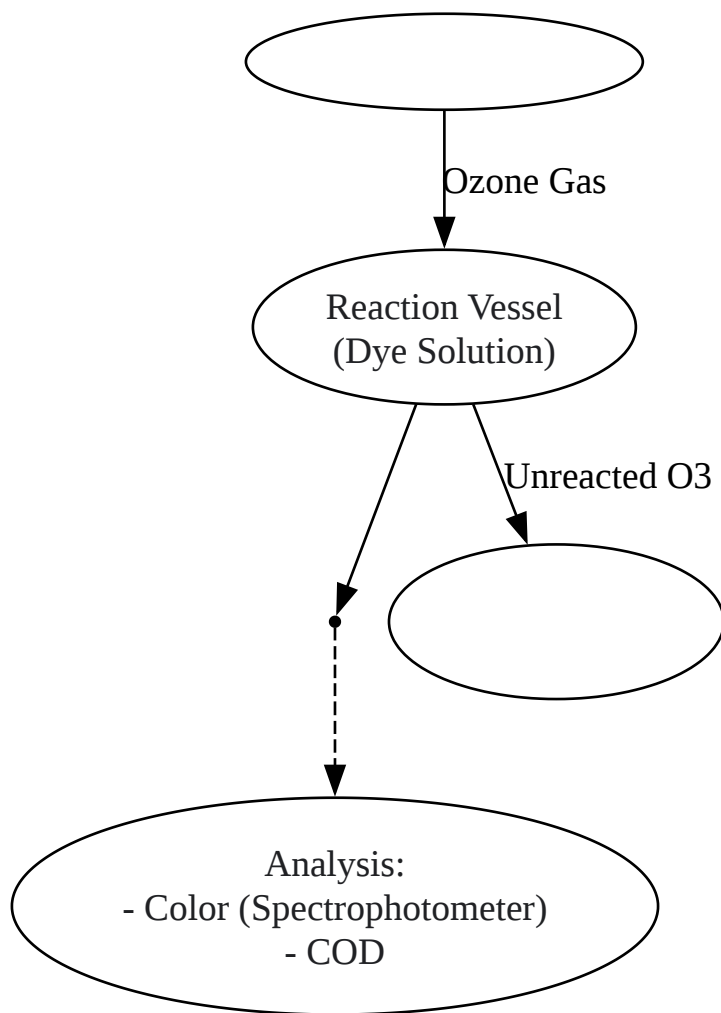 Ozone Gas
Reaction Vessel
(Dye Solution)
Unreacted O3
Analysis:
- Color (Spectrophotometer)
- COD